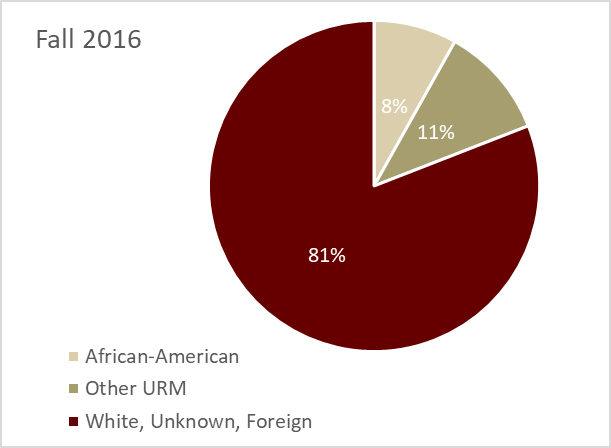 Fall 2016
8%
11%
81%
African-American
Other URM
White, Unknown, Foreign